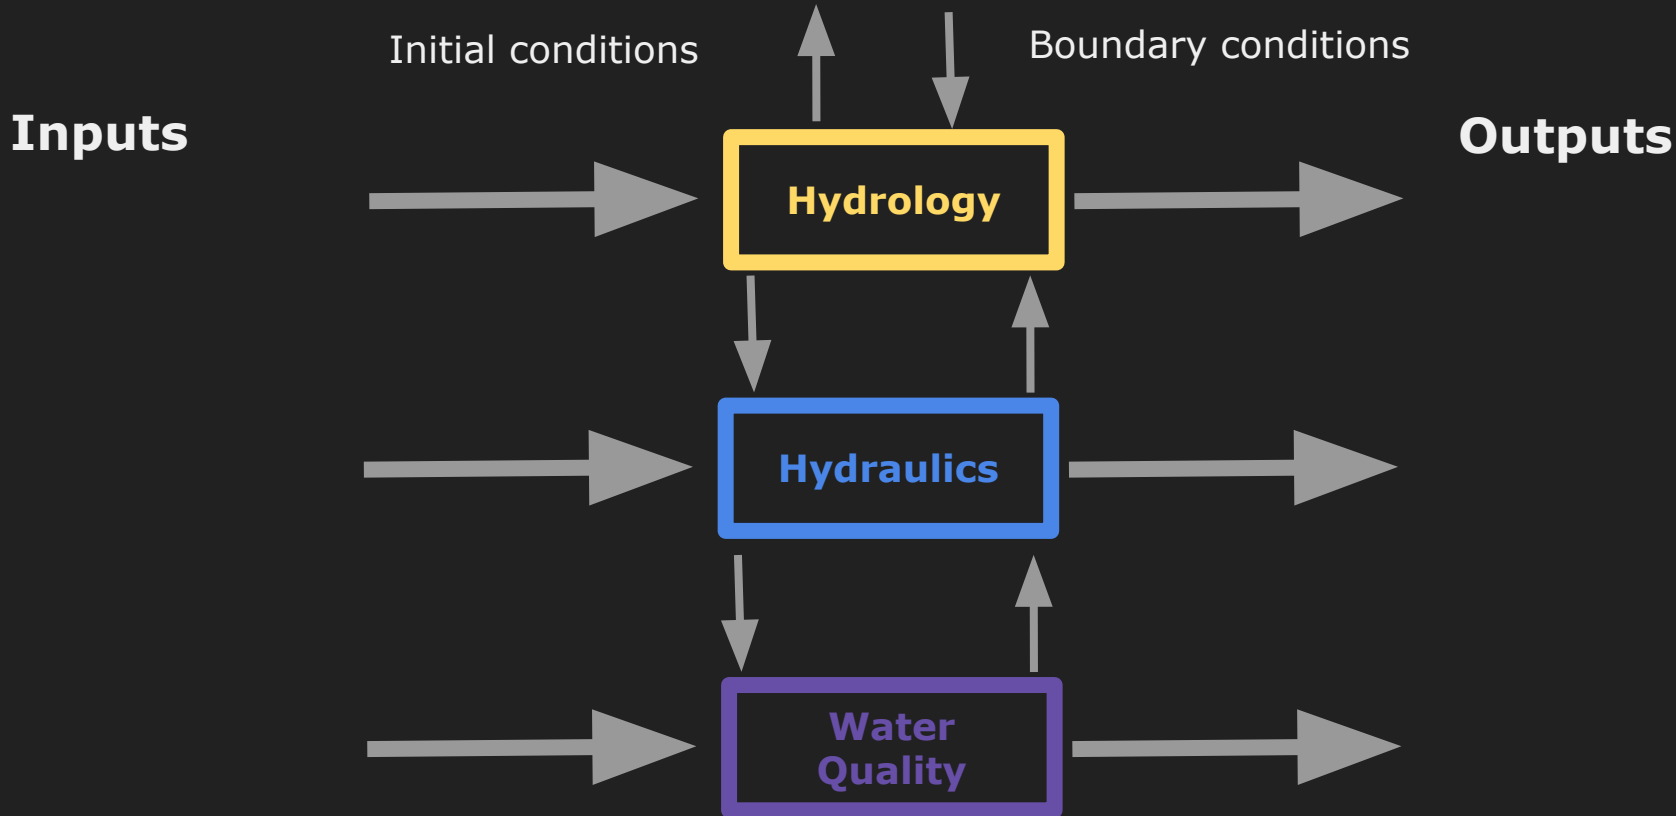 Initial conditions
Boundary conditions
Inputs
Outputs
Hydrology
Hydraulics
Water
Quality